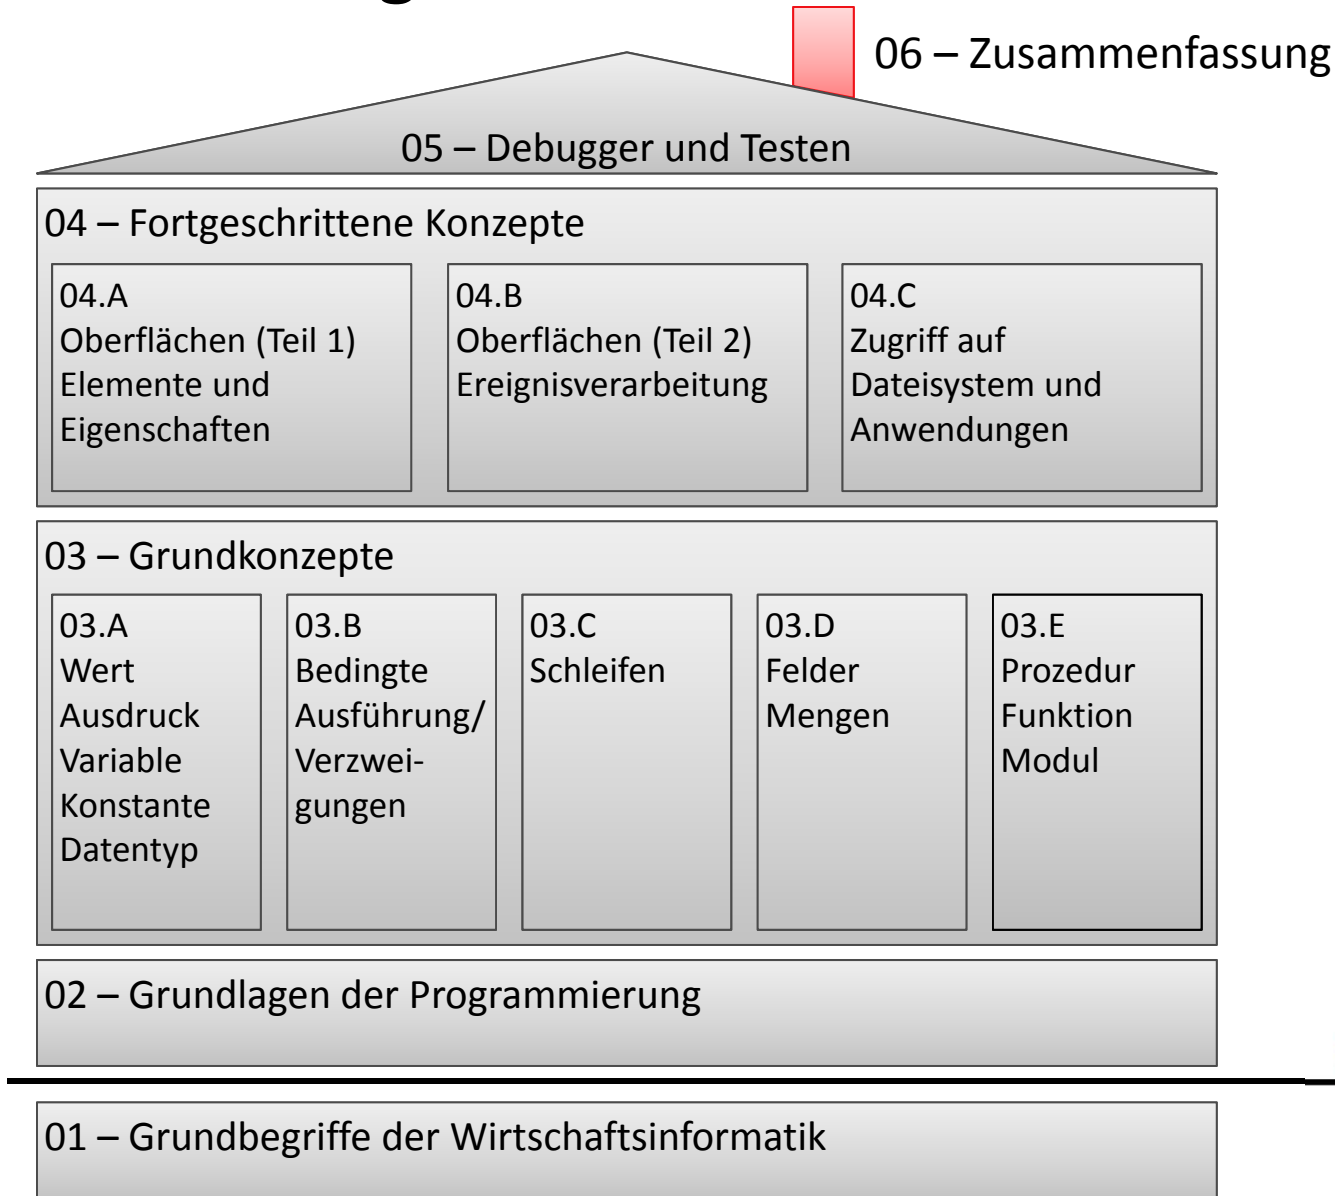 06 – Zusammenfassung
05 – Debugger und Testen
04 – Fortgeschrittene Konzepte
04.A
Oberflächen (Teil 1)
Elemente und
Eigenschaften
04.B
Oberflächen (Teil 2)
Ereignisverarbeitung
04.C
Zugriff auf
Dateisystem und
Anwendungen
03 – Grundkonzepte
03.A
Wert
Ausdruck
Variable
Konstante
Datentyp
03.B
Bedingte
Ausführung/
Verzwei-
gungen
03.C
Schleifen
03.D
Felder
Mengen
03.E
Prozedur
Funktion
Modul
02 – Grundlagen der Programmierung
01 – Grundbegriffe der Wirtschaftsinformatik